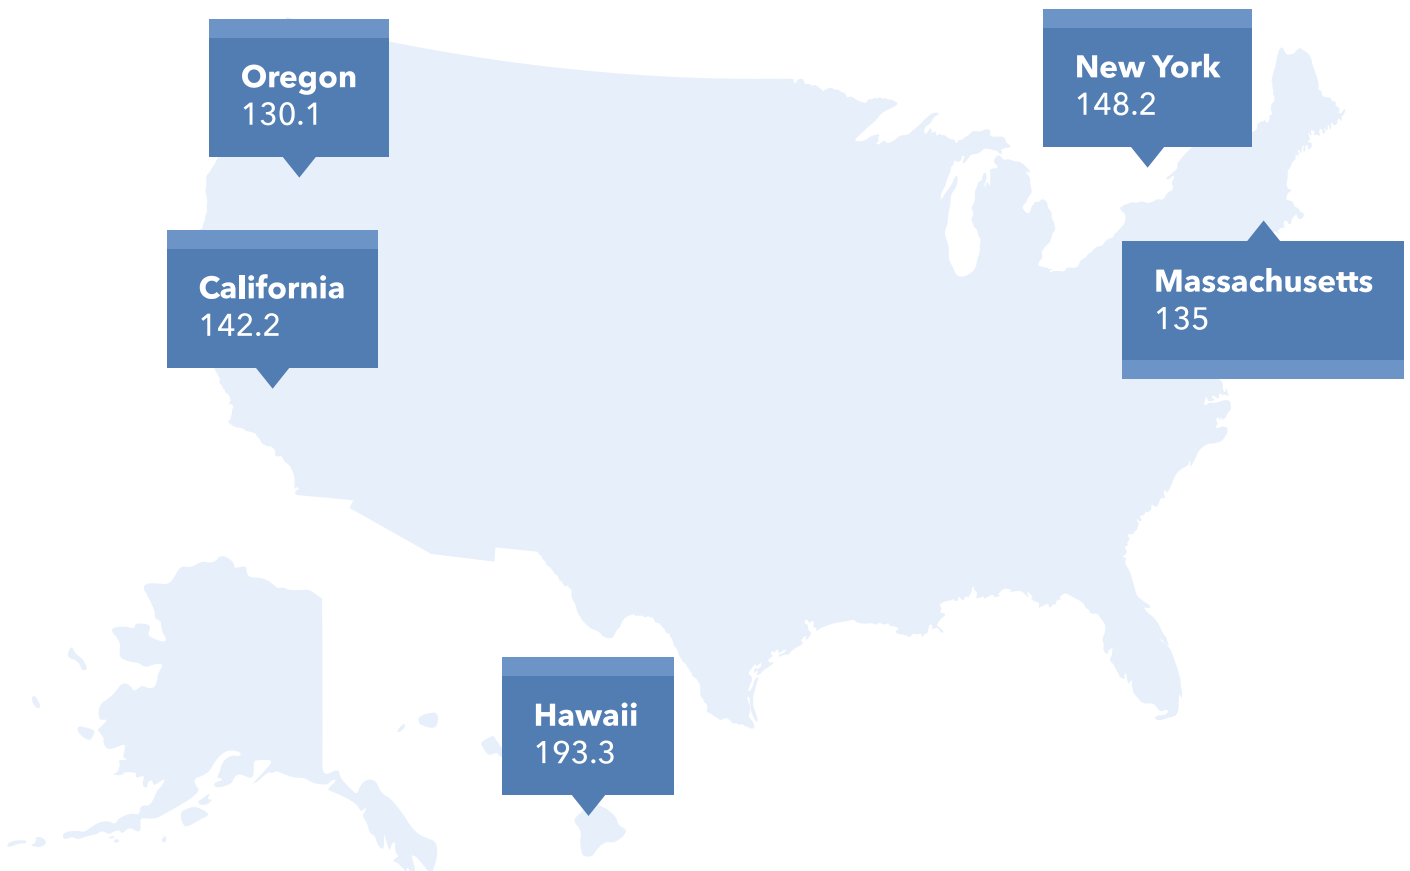 Oregon
130.1
New York
148.2
California
142.2
Massachusetts
135
Hawaii
193.3